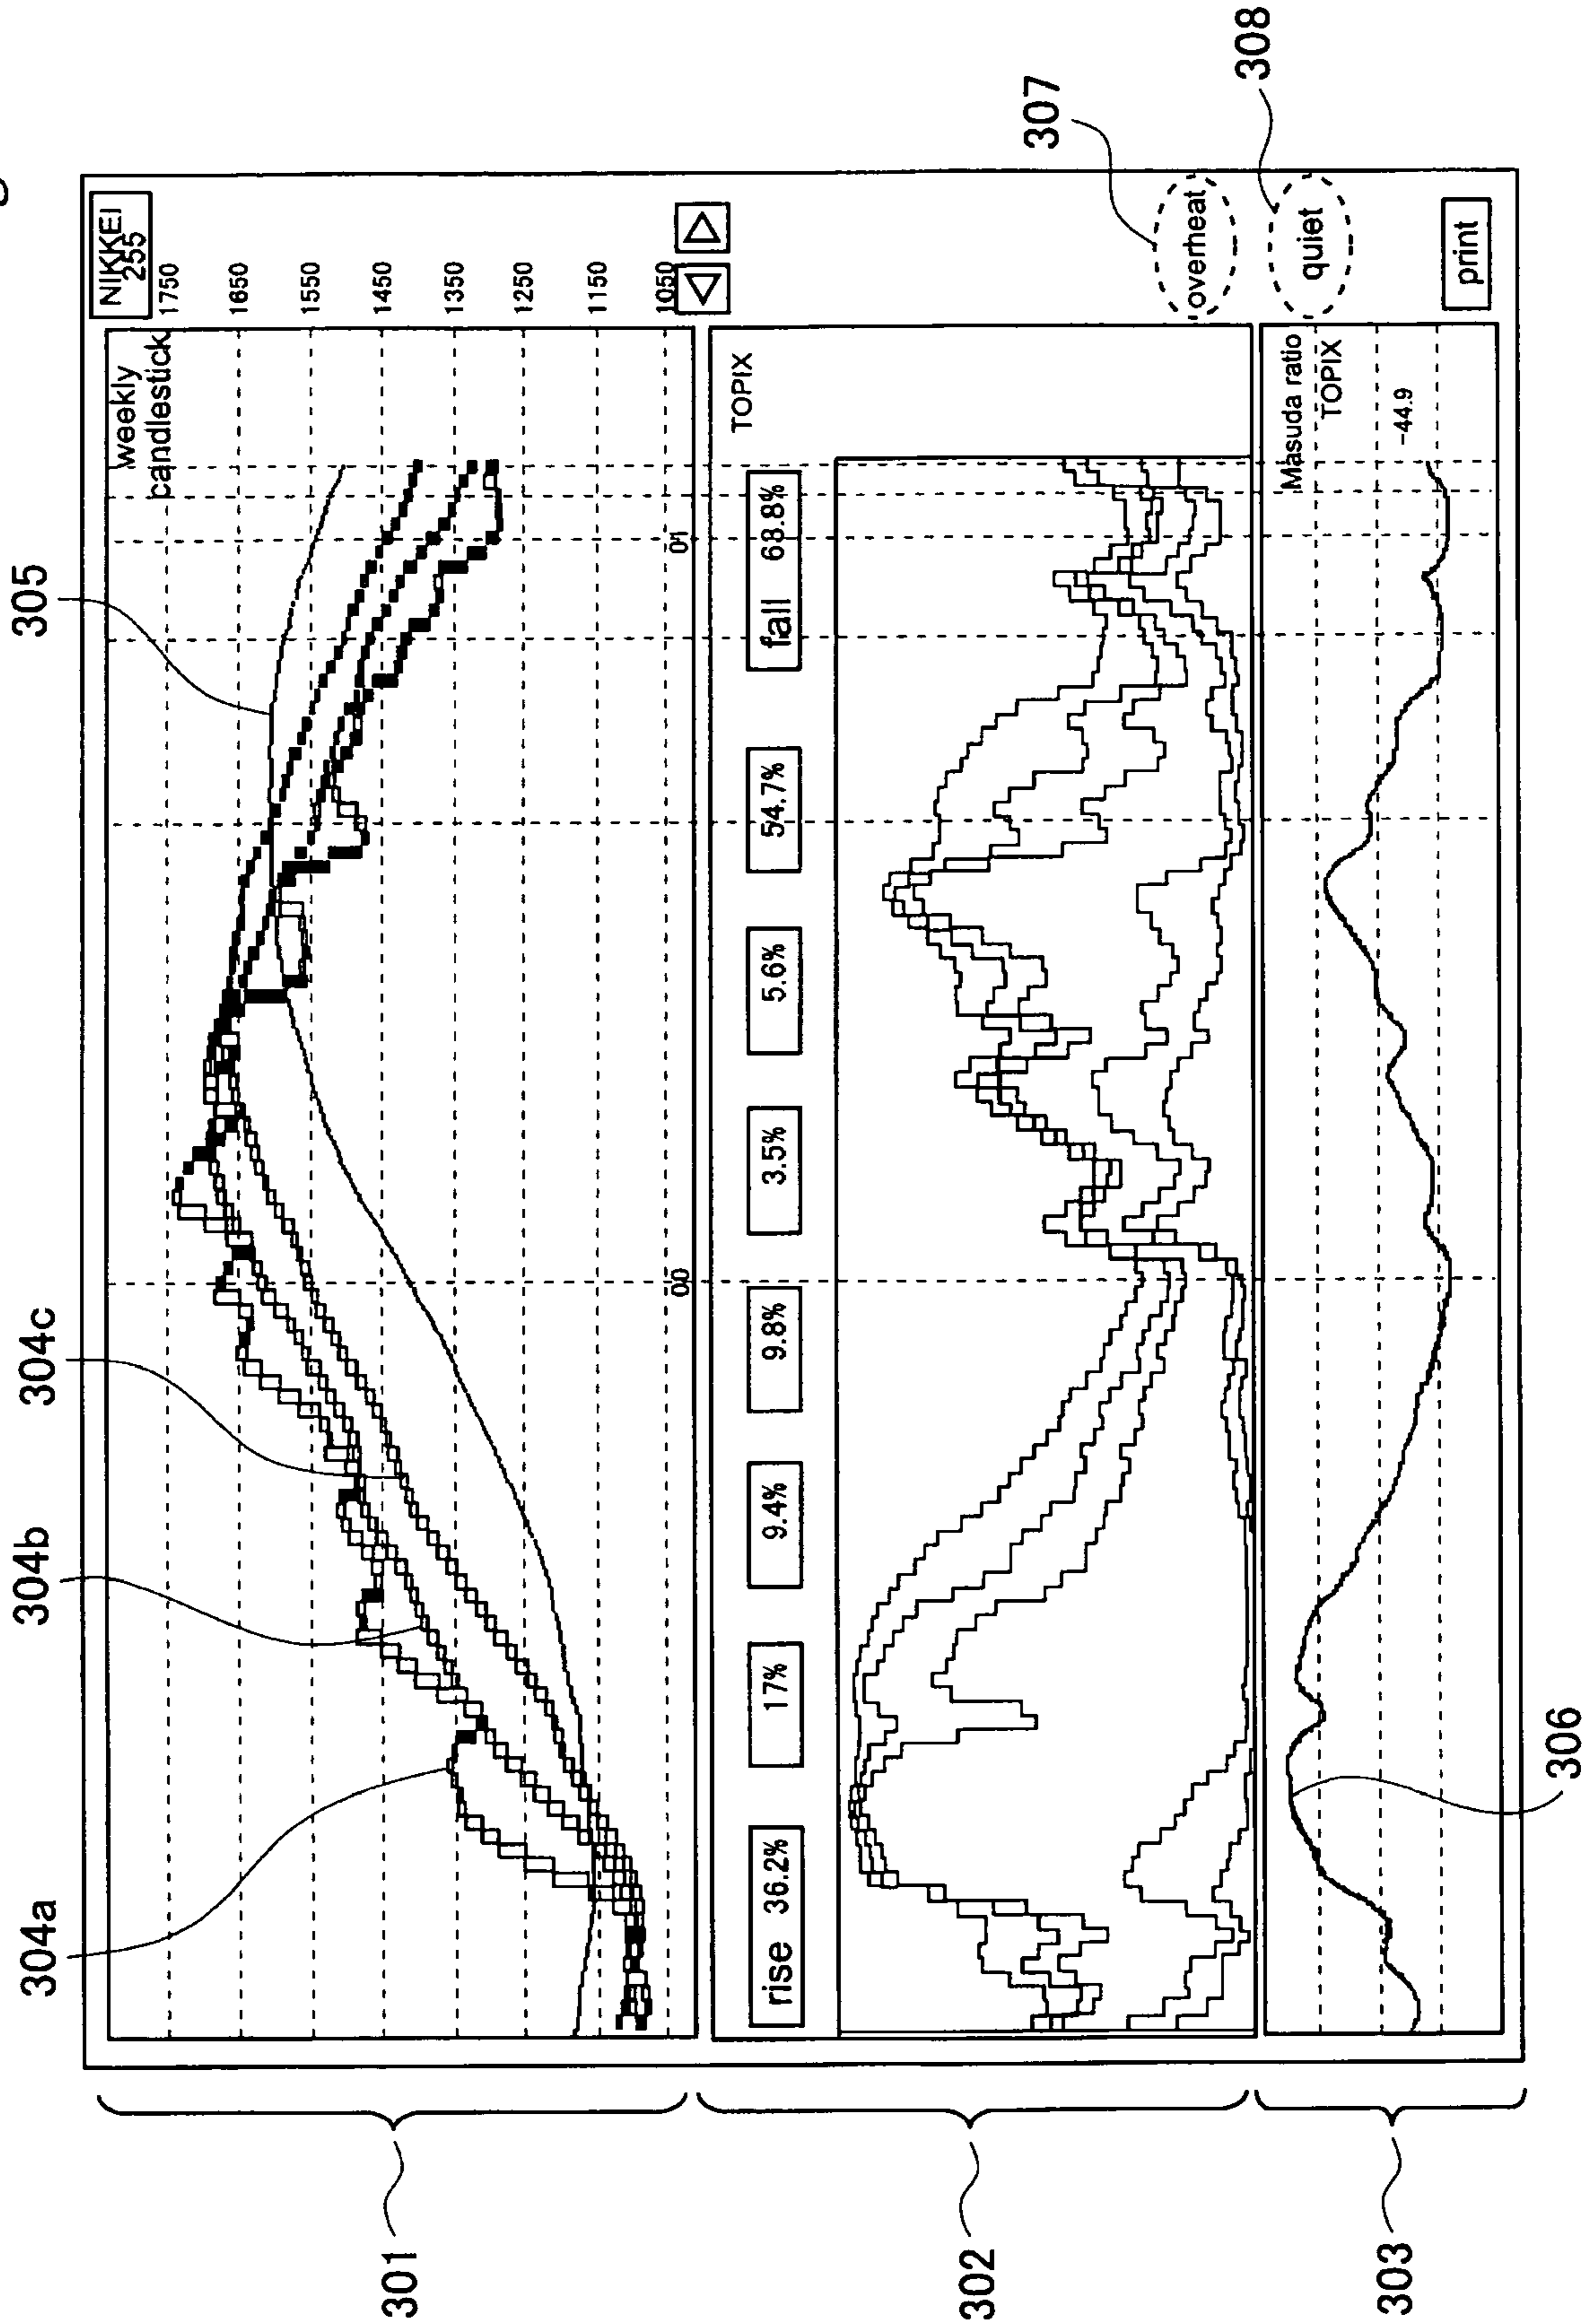 NIKKEI
255
weekly
candlestick
1750
1650
1550
1450
1350
1250
1150
1050
00
01
305
304c
304b
304a
TOPIX
rise 36.2%
17%
9.4%
9.8%
3.5%
5.6%
54.7%
fall 63.8%
307
overheat
308
quiet
Masuda ratio
TOPIX
-44.9
print
306
301
302
303